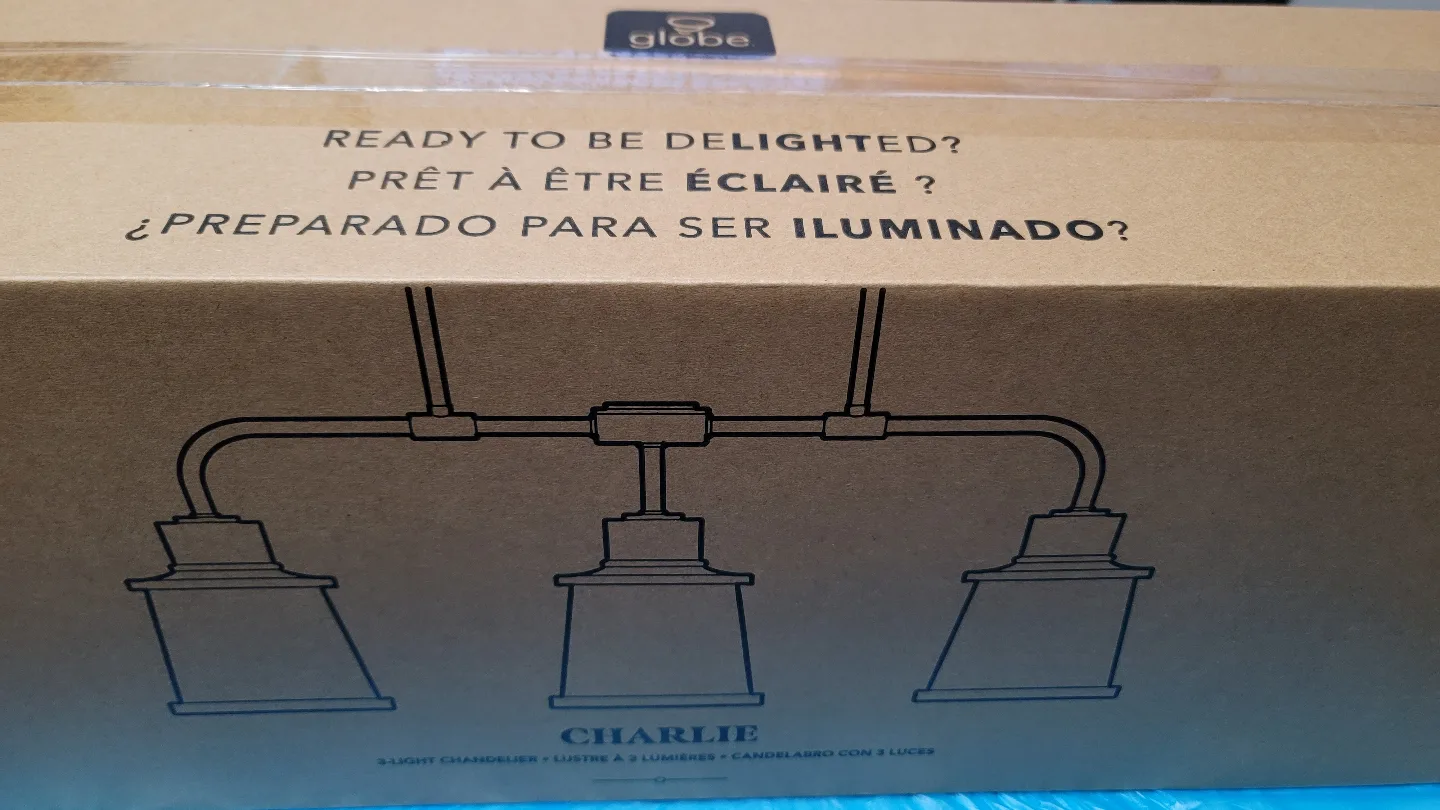 globe
READY TO BE DELIGHTED?
PRÊT À ÊTRE ÉCLAIRÉ ?
¿PREPARADO PARA SER ILUMINADO?
CHARLIE
3-LIGHT CHANDELIER • LUSTRE À 3 LUMIÈRES • CANDELABRO CON 3 LUCES